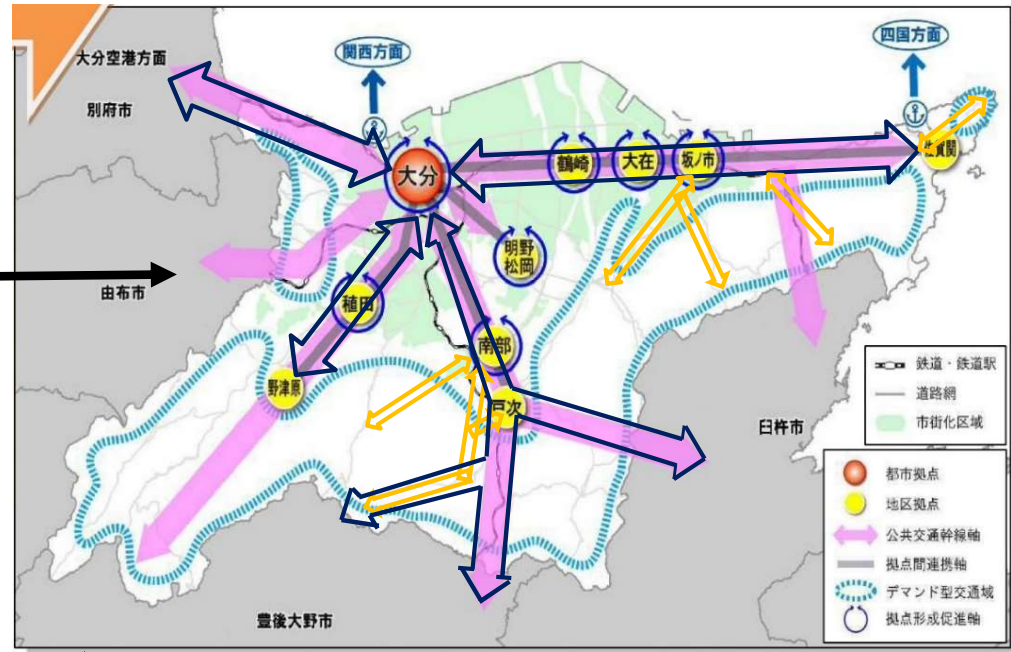 関西方面
四国方面
大分空港方面
別府市
大分
鶴崎
大在
坂ノ市
佐賀関
明野
松岡
由布市
稙田
南部
野津原
戸次
臼杵市
豊後大野市
鉄道・鉄道駅
道路網
市街化区域
都市拠点
地区拠点
公共交通幹線軸
拠点間連携軸
デマンド型交通域
拠点形成促進軸